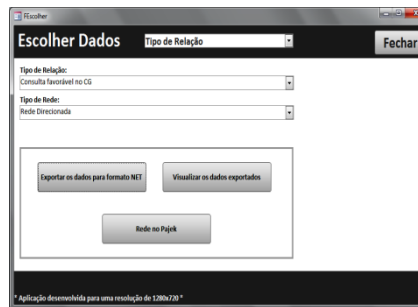 FEscolher
Escolher Dados
Tipo de Relação
Fechar
Tipo de Relação:
Consulta favorável no CG
Tipo de Rede:
Rede Direcionada
Exportar os dados para formato NET
Visualizar os dados exportados
Rede no Pajek
* Aplicação desenvolvida para uma resolução de 1280x720 *